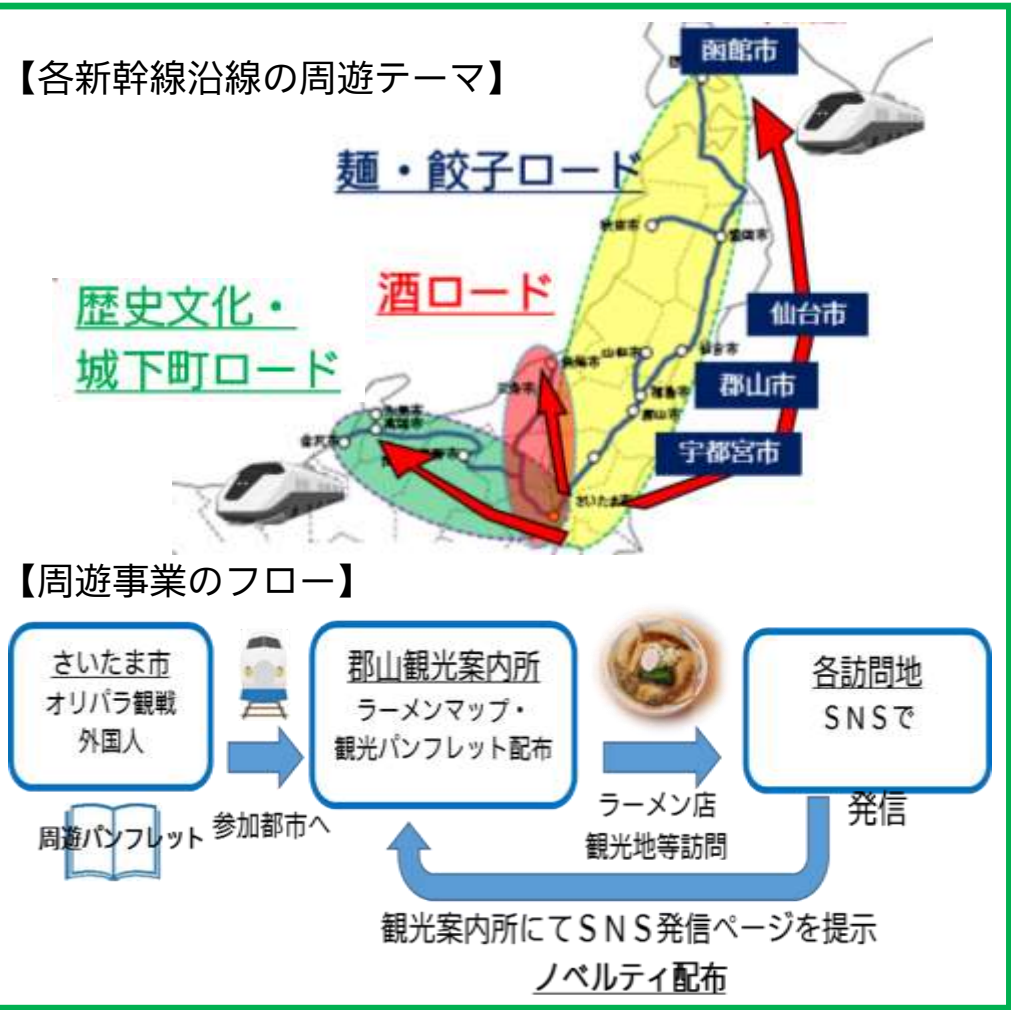 【各新幹線沿線の周遊テーマ】
函館市
麺・餃子ロード
酒ロード
歴史文化・
城下町ロード
仙台市
郡山市
宇都宮市
さいたま市
【周遊事業のフロー】
さいたま市
オリパラ観戦
外国人
周遊パンフレット
参加都市へ
郡山観光案内所
ラーメンマップ・
観光パンフレット配布
ラーメン店
観光地等訪問
各訪問地
ＳＮＳで
発信
観光案内所にてＳＮＳ発信ページを提示
ノベルティ配布